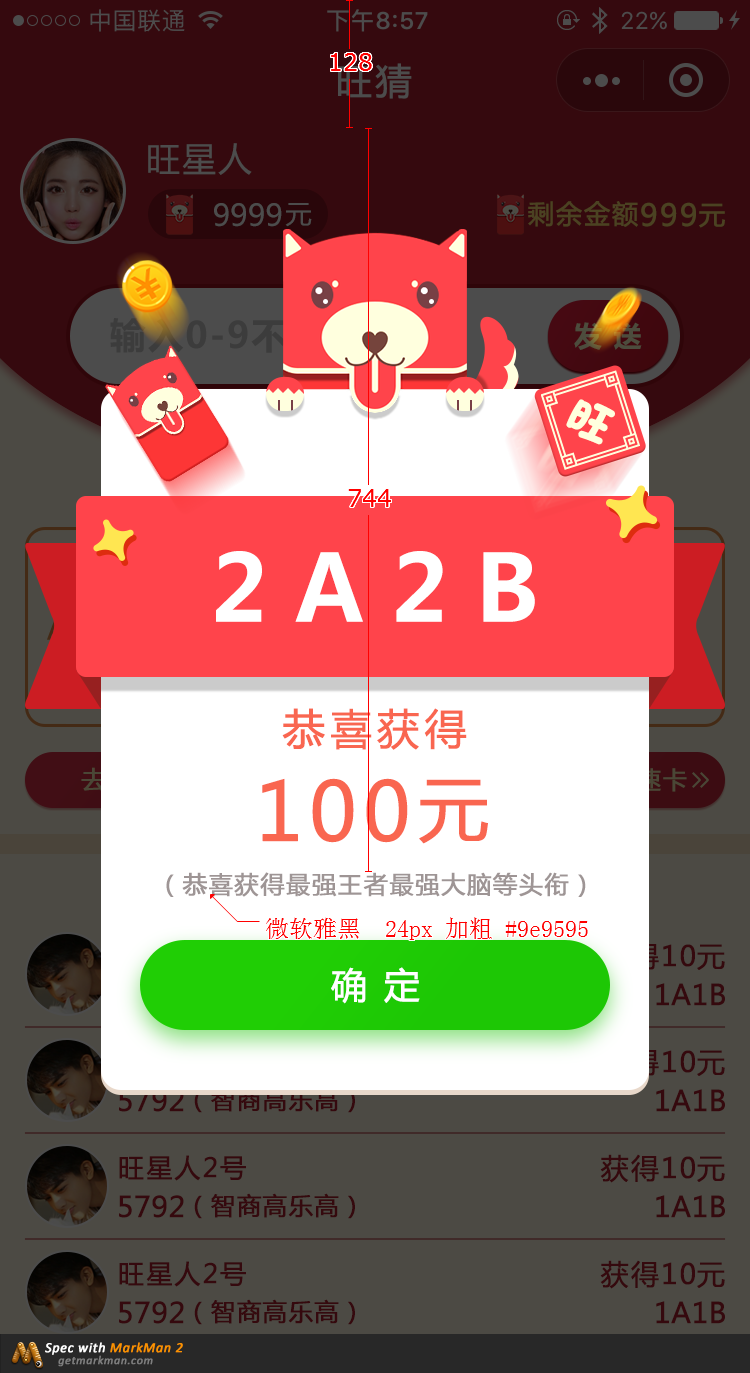 中国联通
下午8:57
22%
128
旺猜
旺星人
9999元
剩余金额999元
输入0-9不
发送
旺
744
2A2B
恭喜获得
100元
去
速卡
(恭喜获得最强王者最强大脑等头衔)
微软雅黑 24px 加粗 #9e9595
确定
得10元
1A1B
得10元
5792(智商高乐高)
1A1B
旺星人2号
获得10元
5792(智商高乐高)
1A1B
旺星人2号
获得10元
5792(智商高乐高)
1A1B
Spec with MarkMan 2
getmarkman.com